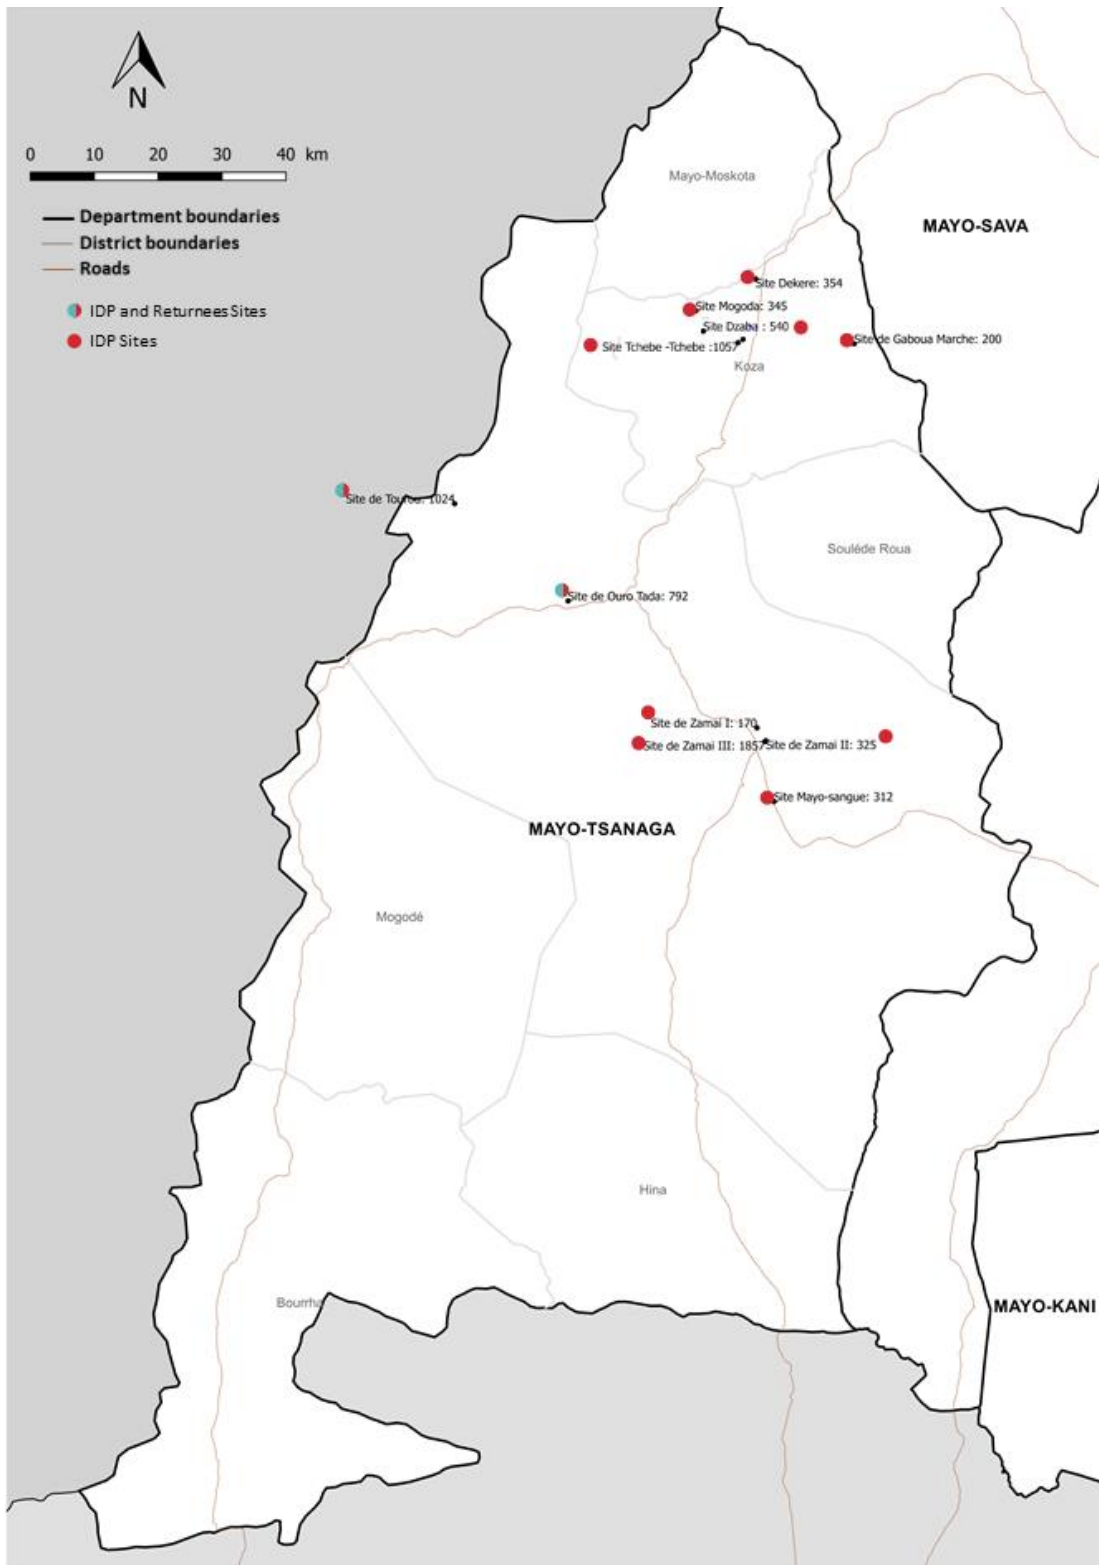 N
0 10 20 30 40 km
Department boundaries
District boundaries
Roads
IDP and Returnees Sites
IDP Sites
Mayo-Moskota
MAYO-SAVA
Site Dekere: 354
Site Mogoda: 345
Site Dzaba : 540
Site de Gaboua Marche: 200
Site Tchebe -Tchebe :1057
Koza
Site de Tourou: 1024
Souléde Roua
Site de Ouro Tada: 792
Site de Zamai I: 170
Site de Zamai III: 1857
Site de Zamai II: 325
Site Mayo-sangue: 312
MAYO-TSANAGA
Mogodé
Hina
Bourrha
MAYO-KANI